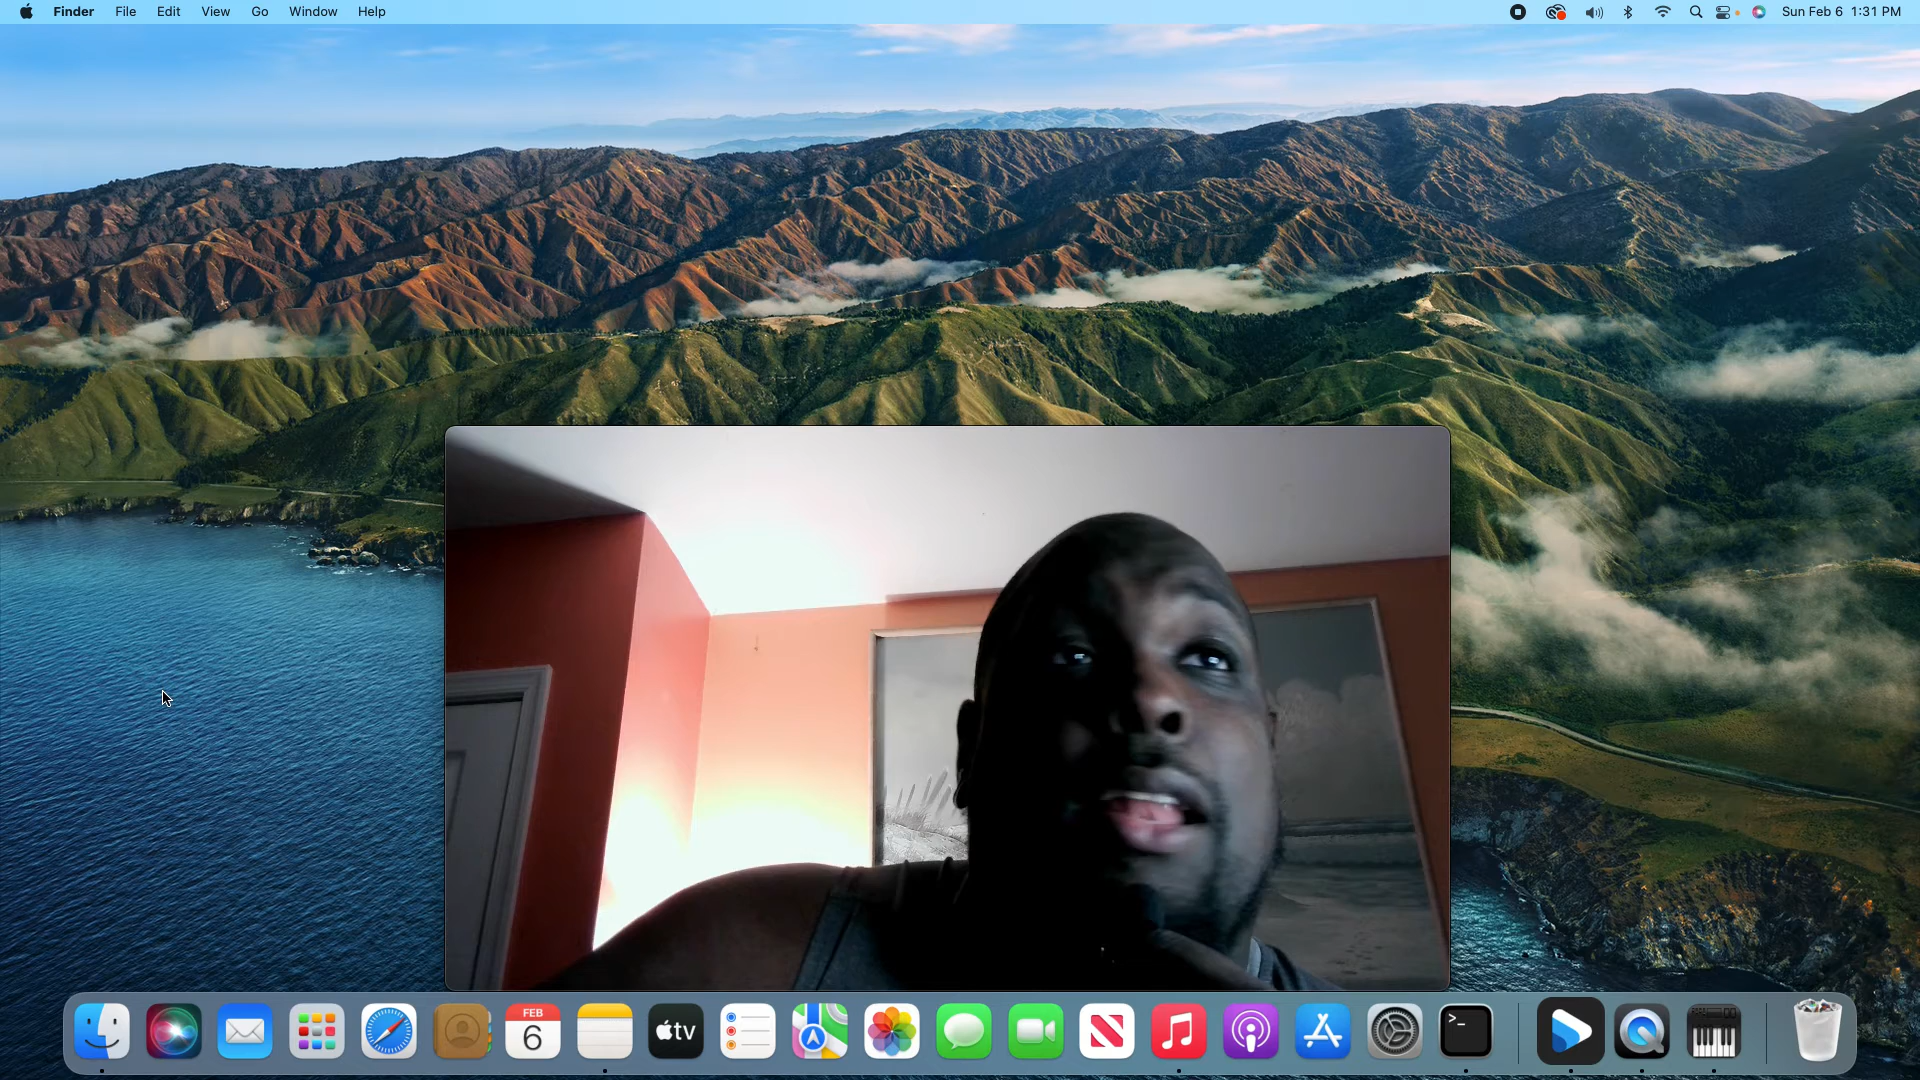 Finder File Edit View Go Window Help Sun Feb 6 1:31 PM
FEB
6
tv
>_